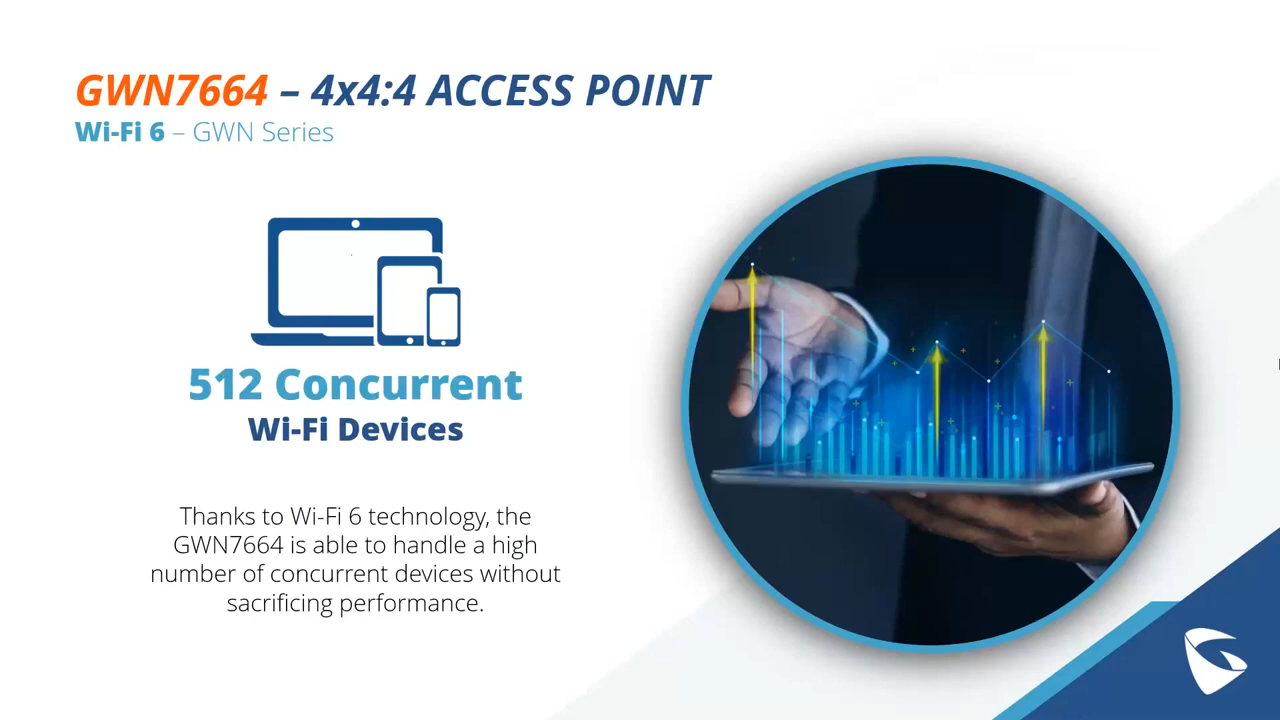 GWN7664 – 4x4:4 ACCESS POINT
Wi-Fi 6 – GWN Series
512 Concurrent
Wi-Fi Devices
Thanks to Wi-Fi 6 technology, the
GWN7664 is able to handle a high
number of concurrent devices without
sacrificing performance.